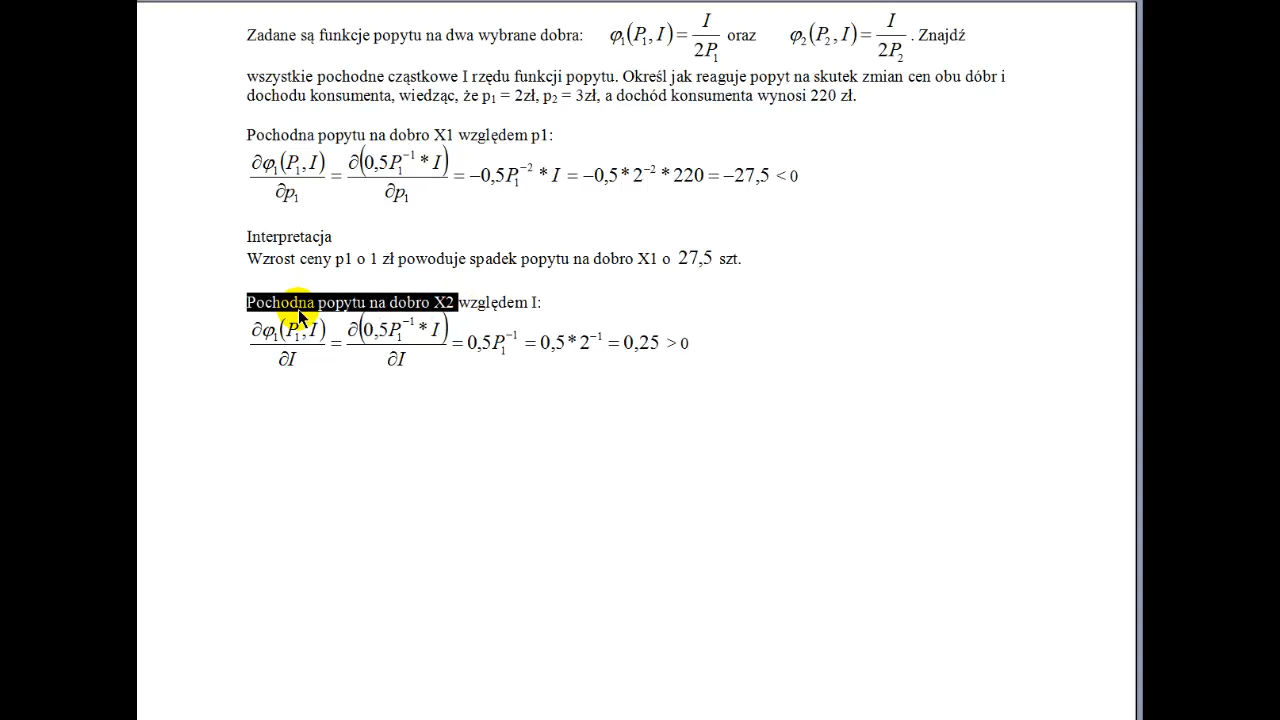 Zadane są funkcje popytu na dwa wybrane dobra: φ₁(P₁, I) = I / 2P₁ oraz φ₂(P₂, I) = I / 2P₂ . Znajdź
wszystkie pochodne cząstkowe I rzędu funkcji popytu. Określ jak reaguje popyt na skutek zmian cen obu dóbr i
dochodu konsumenta, wiedząc, że p₁ = 2zł, p₂ = 3zł, a dochód konsumenta wynosi 220 zł.
Pochodna popytu na dobro X1 względem p1:
∂φ₁(P₁, I) / ∂p₁ = ∂(0,5P₁⁻¹ * I) / ∂p₁ = −0,5P₁⁻² * I = −0,5 * 2⁻² * 220 = −27,5 < 0
Interpretacja
Wzrost ceny p1 o 1 zł powoduje spadek popytu na dobro X1 o 27,5 szt.
Pochodna popytu na dobro X2 względem I:
∂φ₁(P₁, I) / ∂I = ∂(0,5P₁⁻¹ * I) / ∂I = 0,5P₁⁻¹ = 0,5 * 2⁻¹ = 0,25 > 0